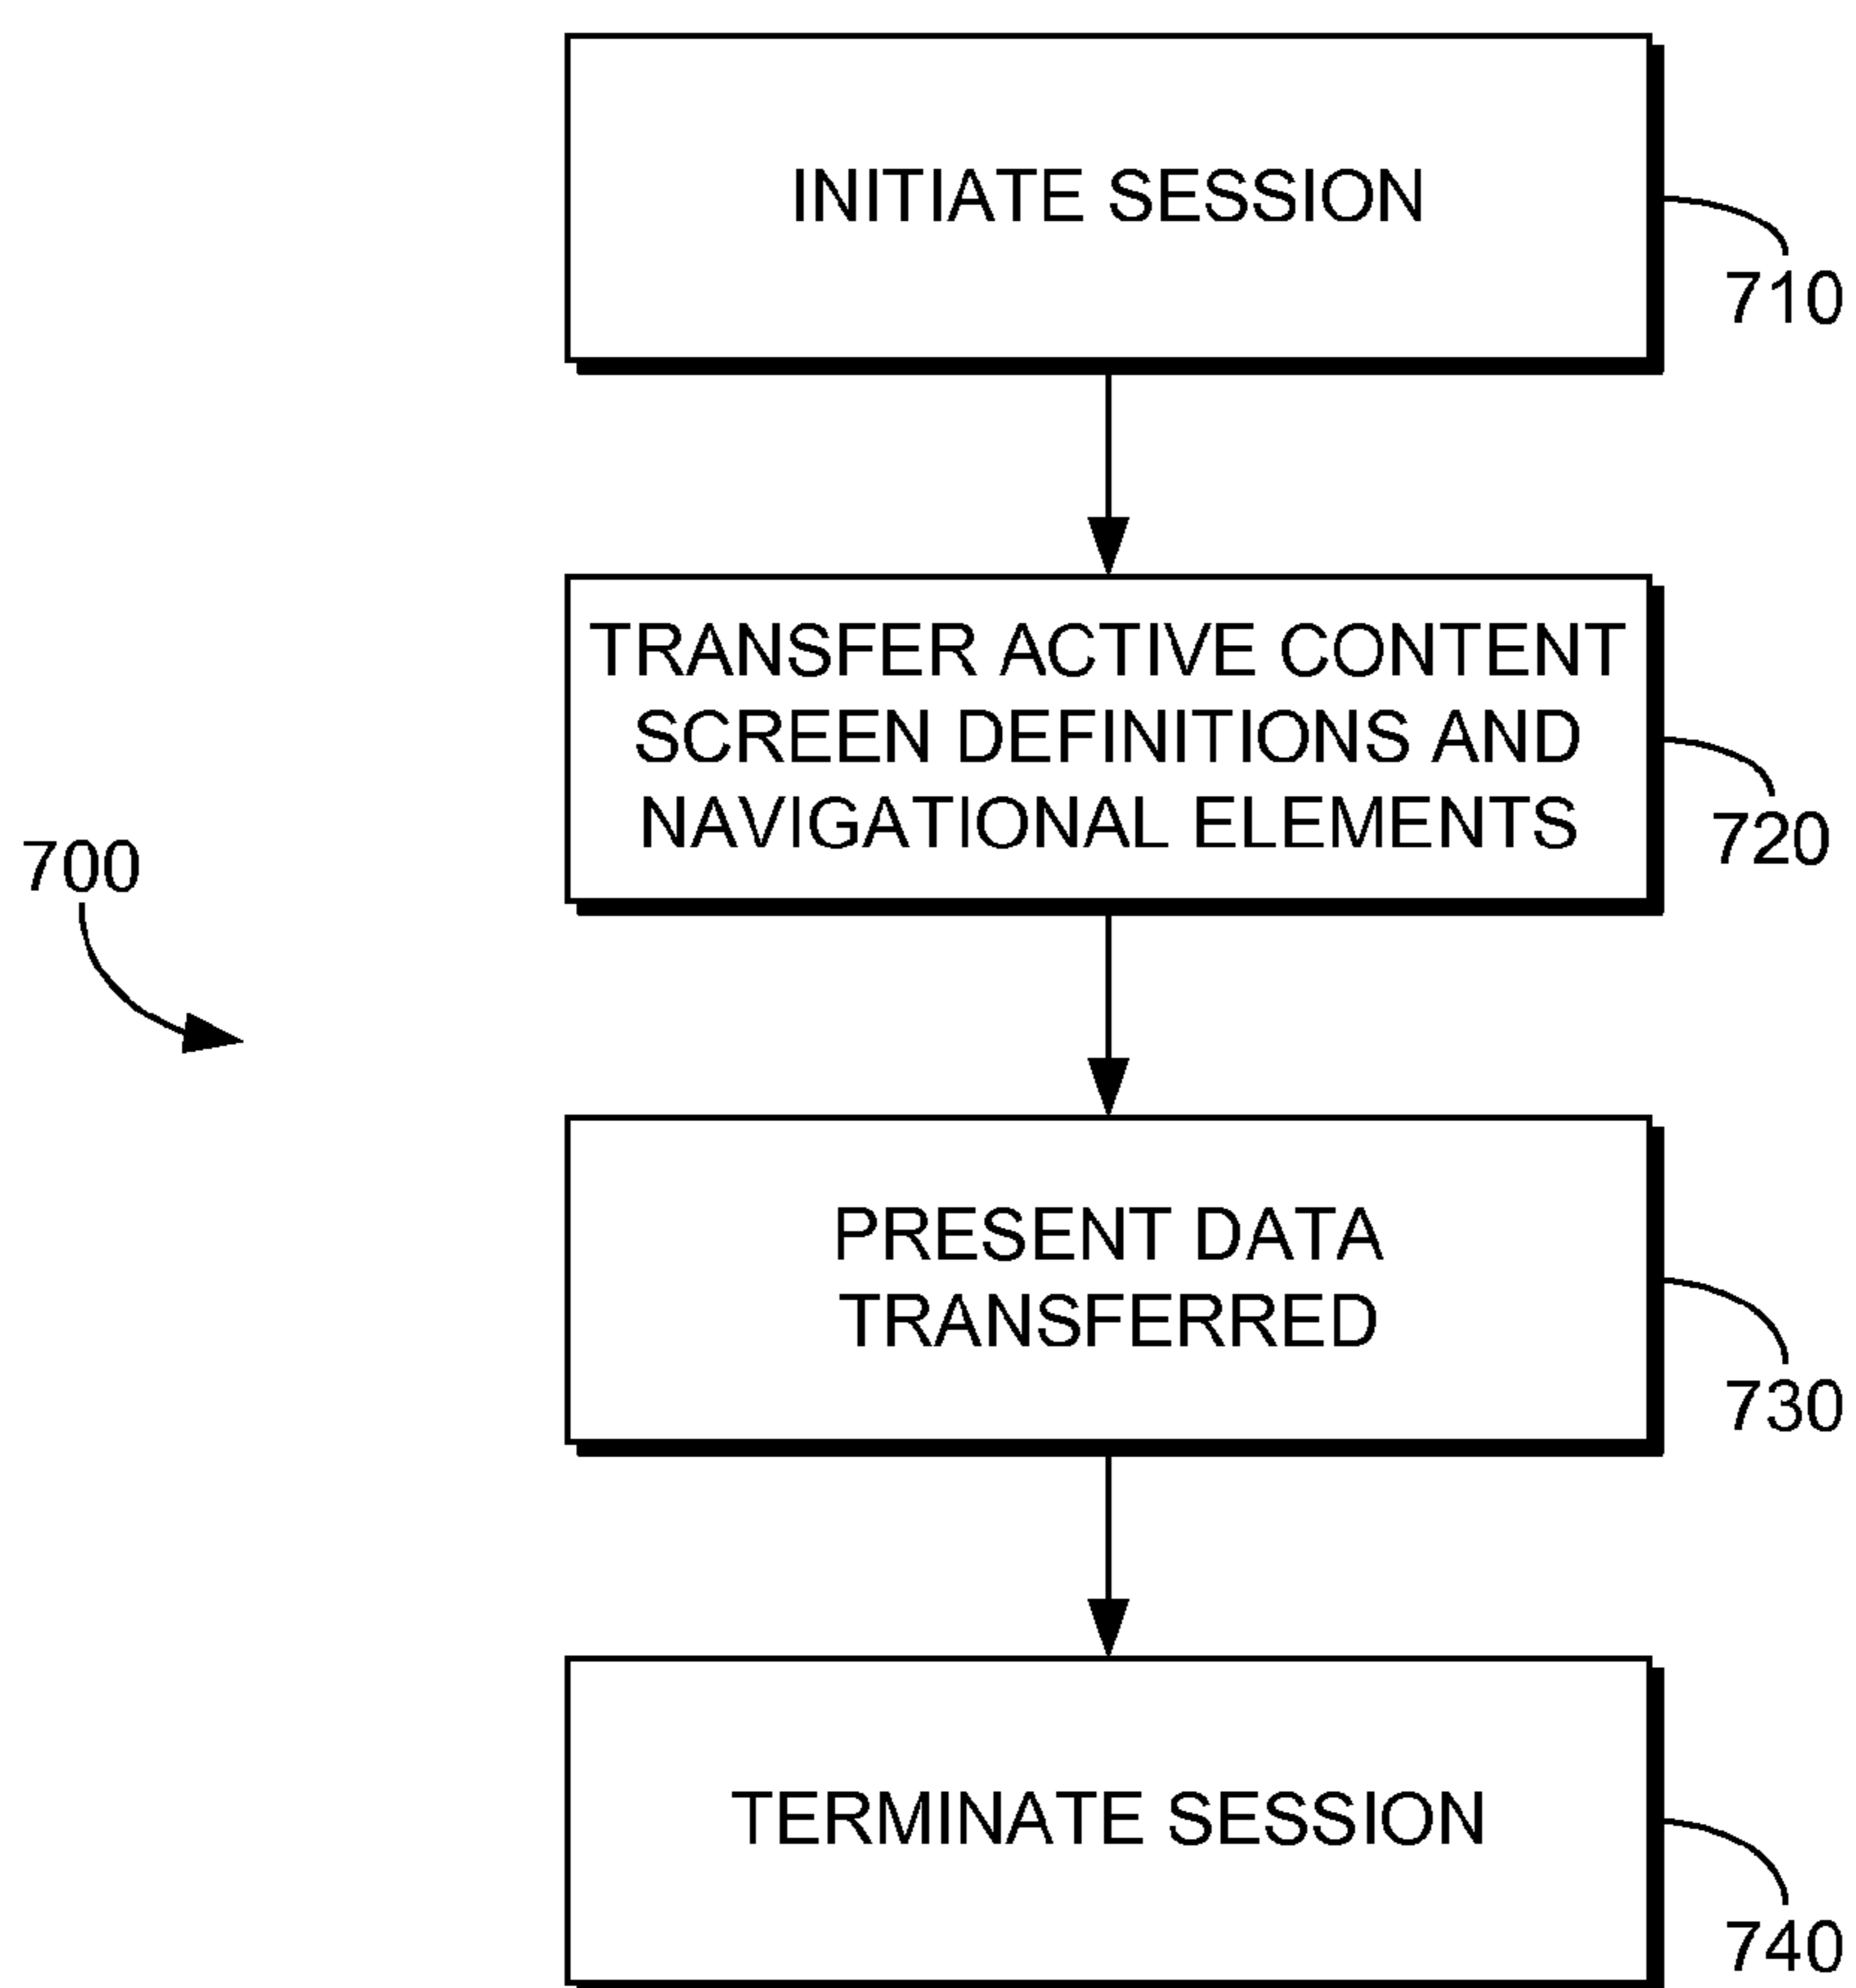 INITIATE SESSION
710
TRANSFER ACTIVE CONTENT
SCREEN DEFINITIONS AND
NAVIGATIONAL ELEMENTS
720
700
PRESENT DATA
TRANSFERRED
730
TERMINATE SESSION
740